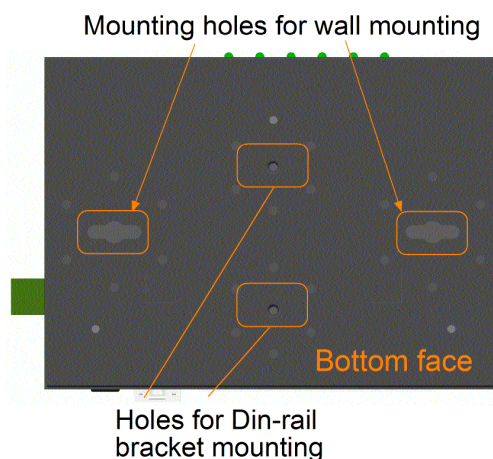 Mounting holes for wall mounting
Bottom face
Holes for Din-rail
bracket mounting